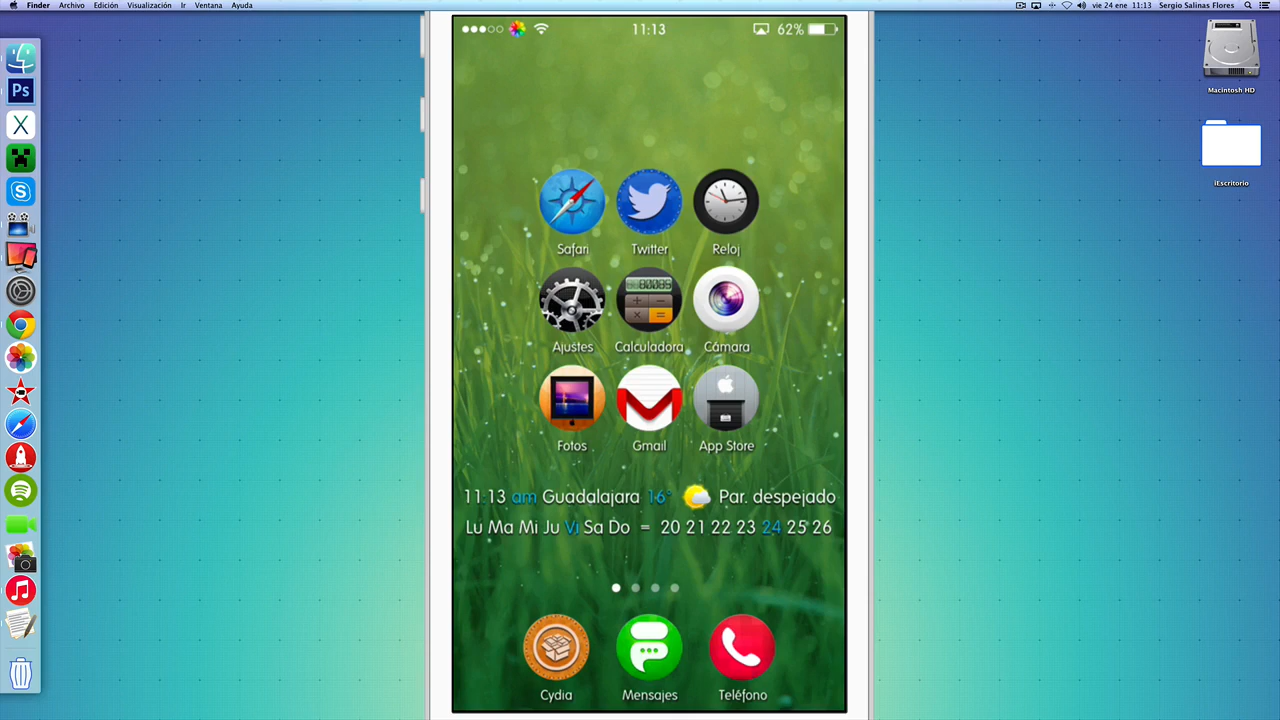 Finder Archivo Edición Visualización Ir Ventana Ayuda vie 24 ene 11:13 Sergio Salinas Flores
11:13 62%
Macintosh HD
Ps
X
iEscritorio
Safari Twitter Reloj
80085
Ajustes Calculadora Cámara
Fotos Gmail App Store
11:13 am Guadalajara 16° Par. despejado
Lu Ma Mi Ju Vi Sa Do = 20 21 22 23 24 25 26
Cydia Mensajes Teléfono